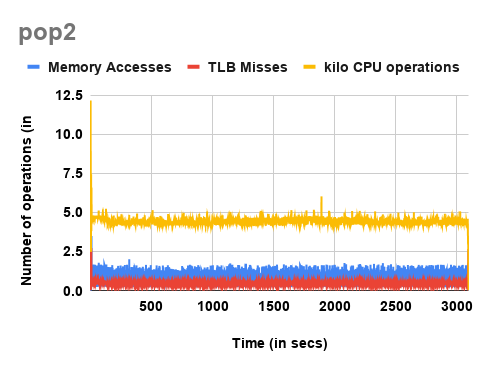 pop2
Memory Accesses TLB Misses kilo CPU operations
Number of operations (in
12.5
10.0
7.5
5.0
2.5
0.0
500 1000 1500 2000 2500 3000
Time (in secs)